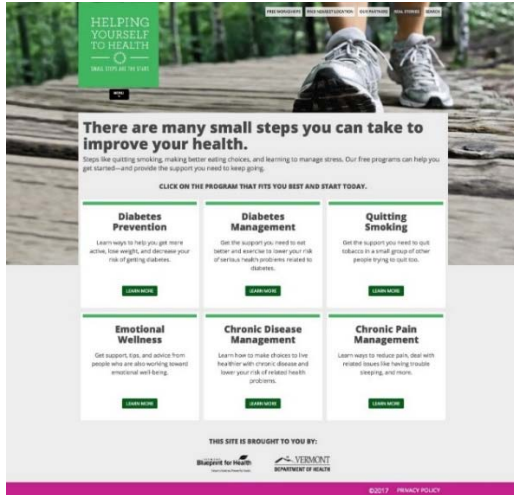 HELPING
YOURSELF
TO HEALTH
SMALL STEPS ARE THE START
FREE WORKSHOPS FIND NEAREST LOCATION OUR PARTNERS REAL STORIES SEARCH
MENU
There are many small steps you can take to
improve your health.
Steps like quitting smoking, making better eating choices, and learning to manage stress. Our free programs can help you
get started—and provide the support you need to keep going.
CLICK ON THE PROGRAM THAT FITS YOU BEST AND START TODAY.
Diabetes
Prevention
Learn ways to help you get more
active, lose weight, and decrease your
risk of getting diabetes.
LEARN MORE
Diabetes
Management
Get the support you need to eat
better and exercise to lower your risk
of serious health problems related to
diabetes.
LEARN MORE
Quitting
Smoking
Get the support you need to quit
tobacco in a small group of other
people trying to quit too.
LEARN MORE
Emotional
Wellness
Get support, tips, and advice from
people who are also working toward
emotional well-being.
LEARN MORE
Chronic Disease
Management
Learn how to make choices to live
healthier with chronic disease and
lower your risk of related health
problems.
LEARN MORE
Chronic Pain
Management
Learn ways to reduce pain, deal with
related issues like having trouble
sleeping, and more.
LEARN MORE
THIS SITE IS BROUGHT TO YOU BY:
Blueprint for Health
VERMONT
DEPARTMENT OF HEALTH
©2017 PRIVACY POLICY